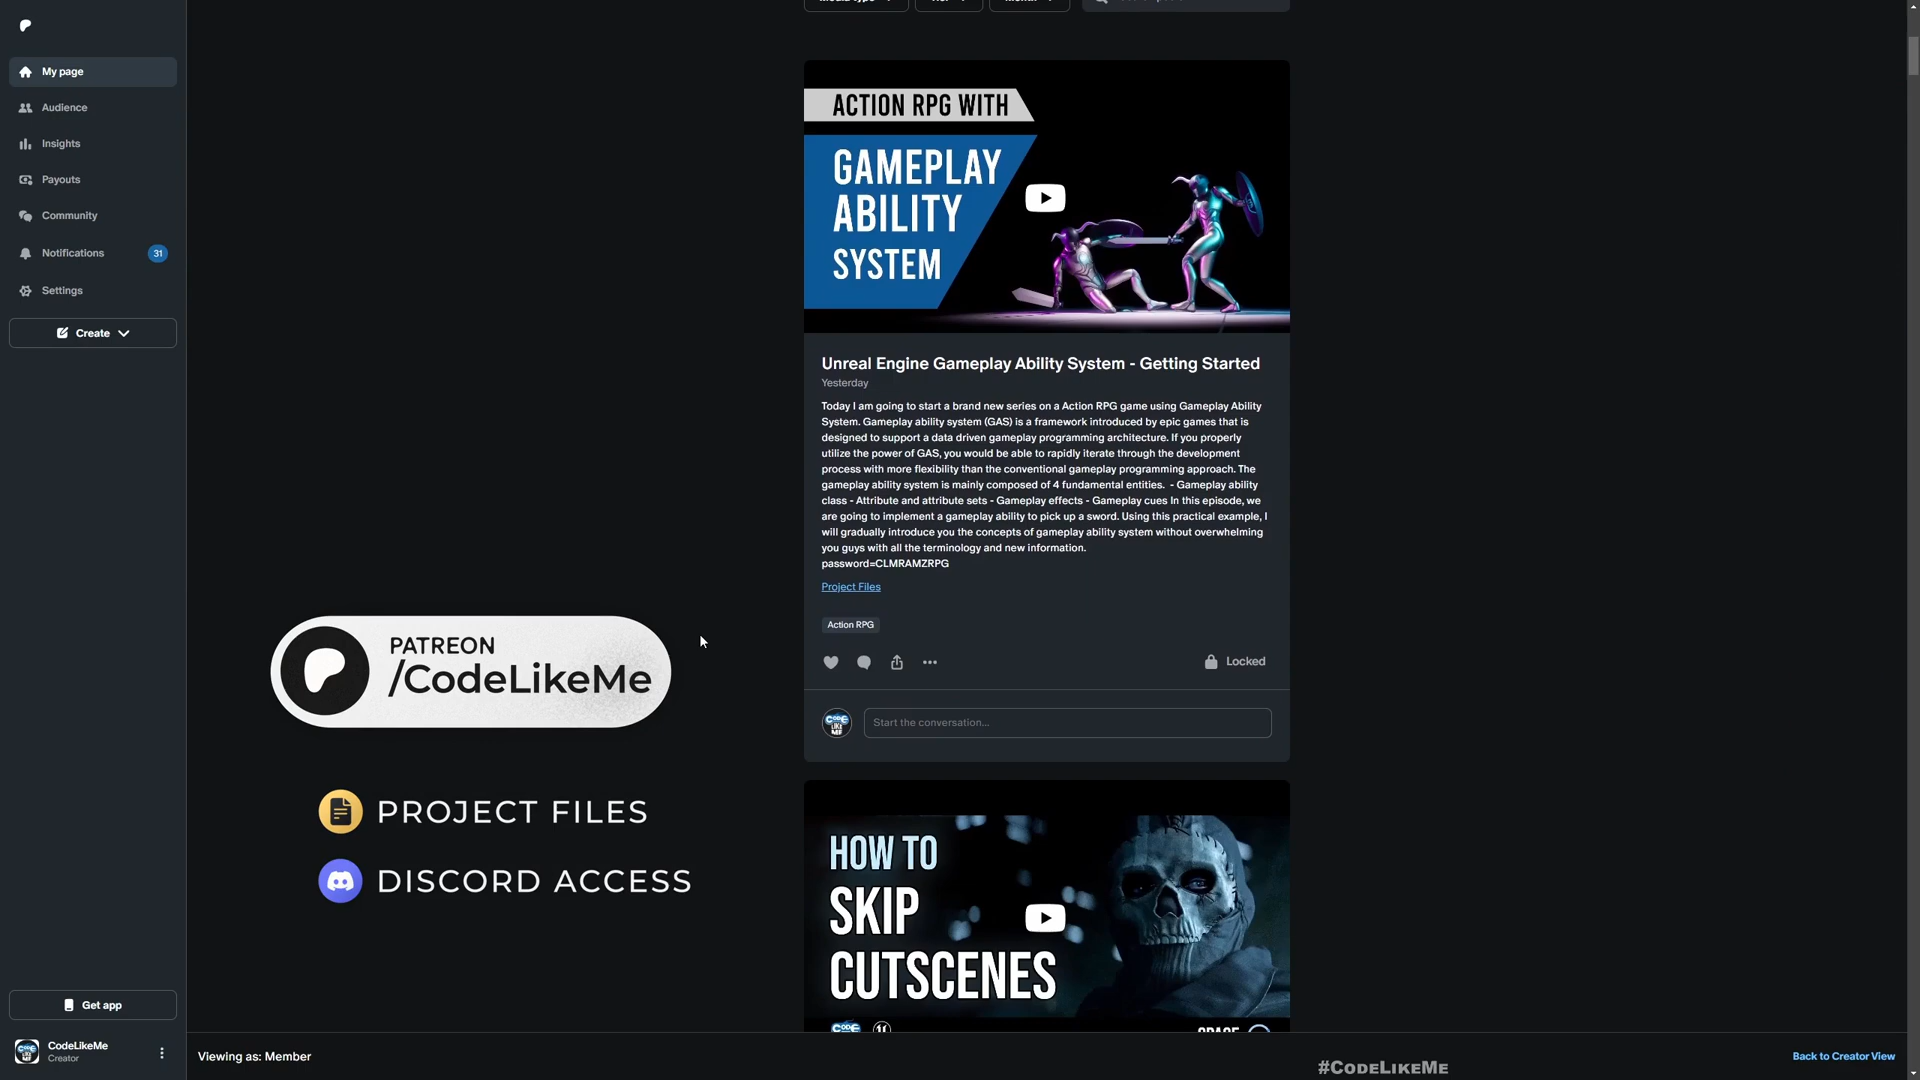 My page
Audience
Insights
Payouts
Community
Notifications 31
Settings
Create
ACTION RPG WITH
GAMEPLAY
ABILITY
SYSTEM
Unreal Engine Gameplay Ability System - Getting Started
Yesterday
Today I am going to start a brand new series on a Action RPG game using Gameplay Ability
System. Gameplay ability system (GAS) is a framework introduced by epic games that is
designed to support a data driven gameplay programming architecture. If you properly
utilize the power of GAS, you would be able to rapidly iterate through the development
process with more flexibility than the conventional gameplay programming approach. The
gameplay ability system is mainly composed of 4 fundamental entities.  - Gameplay ability
class - Attribute and attribute sets - Gameplay effects - Gameplay cues In this episode, we
are going to implement a gameplay ability to pick up a sword. Using this practical example, I
will gradually introduce you the concepts of gameplay ability system without overwhelming
you guys with all the terminology and new information.
password=CLMRAMZRPG
Project Files
Action RPG
Locked
CODE
LIKE
ME
Start the conversation...
PATREON
/CodeLikeMe
PROJECT FILES
DISCORD ACCESS
HOW TO
SKIP
CUTSCENES
Get app
CodeLikeMe
Creator
Viewing as: Member
Back to Creator View
#CODELIKEME